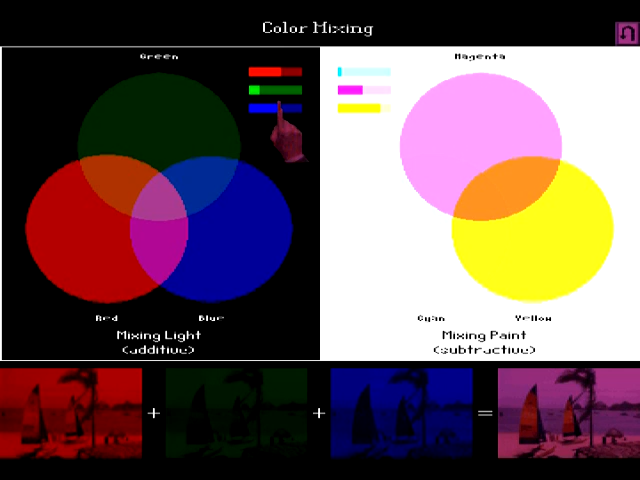 Color Mixing
Green
Magenta
Red
Blue
Cyan
Yellow
Mixing Light
(additive)
Mixing Paint
(subtractive)
+
+
=